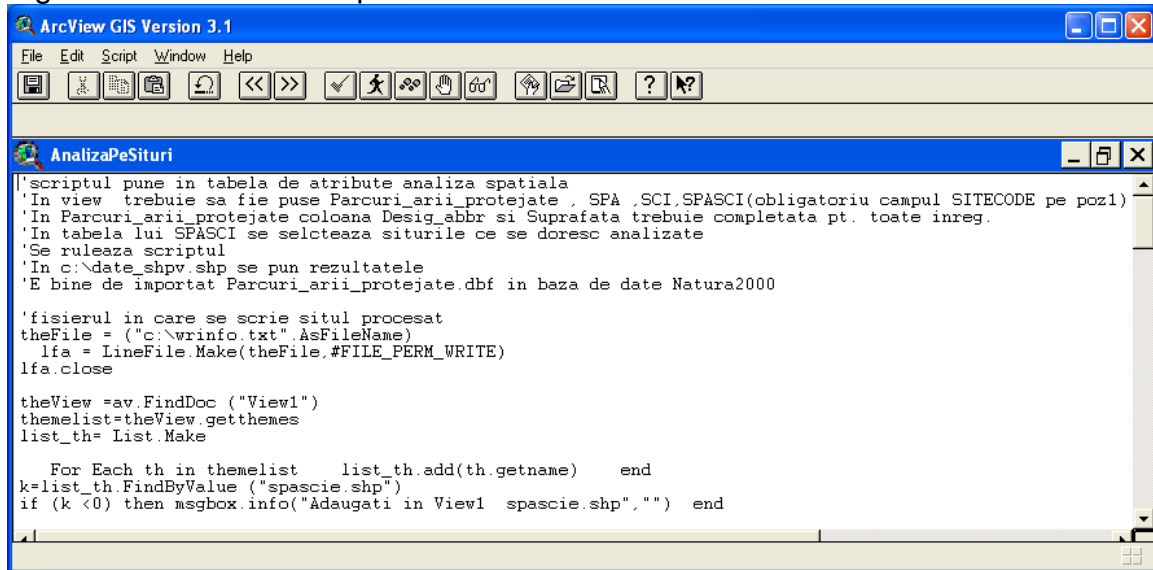 ArcView GIS Version 3.1
File Edit Script Window Help
AnalizaPeSituri
'scriptul pune in tabela de atribute analiza spatiala
'In view trebuie sa fie puse Parcuri_arii_protejate , SPA ,SCI,SPASCI(obligatoriu campul SITECODE pe poz1)
'In Parcuri_arii_protejate coloana Desig_abbr si Suprafata trebuie completata pt. toate inreg.
'In tabela lui SPASCI se selcteaza siturile ce se doresc analizate
'Se ruleaza scriptul
'In c:\date_shpv.shp se pun rezultatele
'E bine de importat Parcuri_arii_protejate.dbf in baza de date Natura2000
'fisierul in care se scrie situl procesat
theFile = ("c:\wrinfo.txt".AsFileName)
lfa = LineFile.Make(theFile,#FILE_PERM_WRITE)
lfa.close
theView =av.FindDoc ("View1")
themelist=theView.getthemes
list_th= List.Make
For Each th in themelist list_th.add(th.getname) end
k=list_th.FindByValue ("spascie.shp")
if (k <0) then msgbox.info("Adaugati in View1 spascie.shp","") end